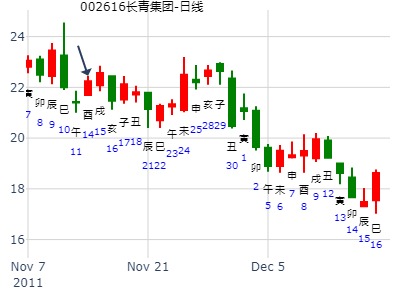 002616长青集团-日线
24
22
20
18
16
寅 卯 辰 巳 午 酉 戌 亥 子 丑 辰 巳 午 未 申 亥 子 丑 寅 卯 午 未 申 酉 戌 丑 寅 卯 辰 巳
7 8 9 10 11 14 15 16 17 18 21 22 23 24 25 28 29 30 1 2 5 6 7 8 9 12 13 14 15 16
Nov 7 Nov 21 Dec 5
2011